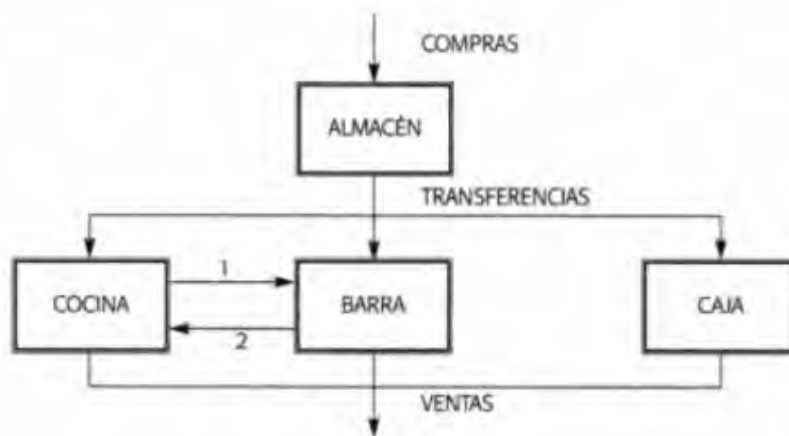 COMPRAS
ALMACÉN
TRANSFERENCIAS
1
COCINA
BARRA
CAJA
2
VENTAS